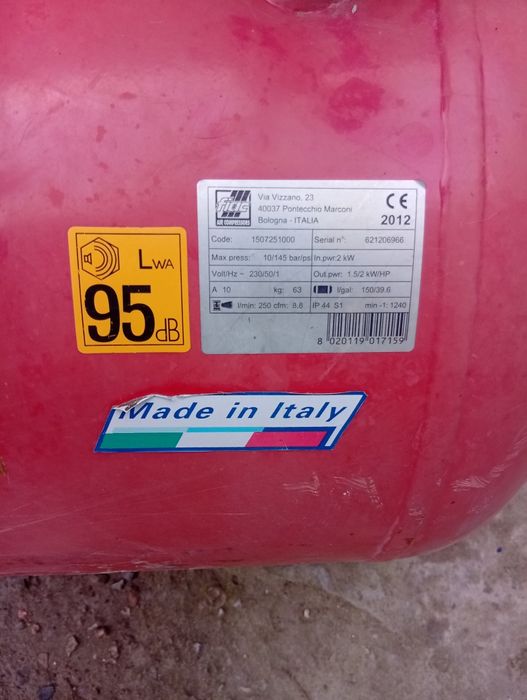 fiac
air compressors
Via Vizzano, 23
40037 Pontecchio Marconi
Bologna - ITALIA
CE
2012
Code: 1507251000 Serial n°: 621206966
Max press: 10/145 bar/psi In.pwr:2 kW
Volt/Hz ~ 230/50/1 Out.pwr: 1.5/2 kW/HP
A 10 kg: 63 l/gal: 150/39.6
l/min: 250 cfm: 8.8 IP 44 S1 min -1: 1240
8 020119 017159
LWA
95dB
Made in Italy